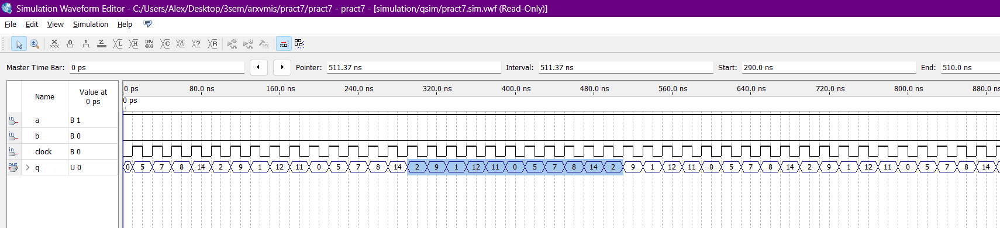 Simulation Waveform Editor - C:/Users/Alex/Desktop/3sem/arxvmis/pract7/pract7 - pract7 - [simulation/qsim/pract7.sim.vwf (Read-Only)]
File Edit View Simulation Help
Master Time Bar: 0 ps Pointer: 511.37 ns Interval: 511.37 ns Start: 290.0 ns End: 510.0 ns
Name Value at 0 ps 0 ps 80.0 ns 160.0 ns 240.0 ns 320.0 ns 400.0 ns 480.0 ns 560.0 ns 640.0 ns 720.0 ns 800.0 ns 880.0 ns
0 ps
in a B 1
in b B 0
in clock B 0
out q U 0 0 5 7 8 14 2 9 1 12 11 0 5 7 8 14 2 9 1 12 11 0 5 7 8 14 2 9 1 12 11 0 5 7 8 14 2 9 1 12 11 0 5 7 8 14